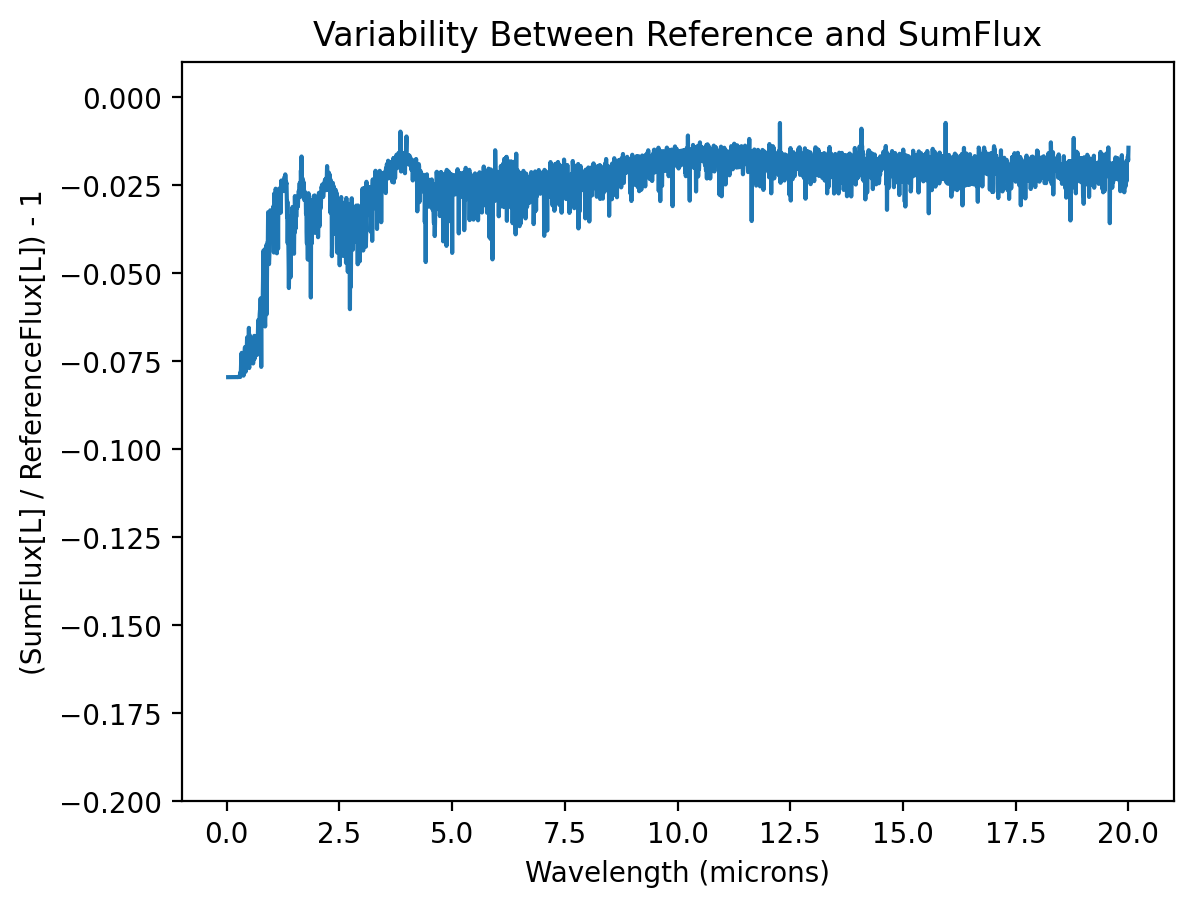 Variability Between Reference and SumFlux
(SumFlux[L] / ReferenceFlux[L]) - 1
0.000
−0.025
−0.050
−0.075
−0.100
−0.125
−0.150
−0.175
−0.200
0.0 2.5 5.0 7.5 10.0 12.5 15.0 17.5 20.0
Wavelength (microns)